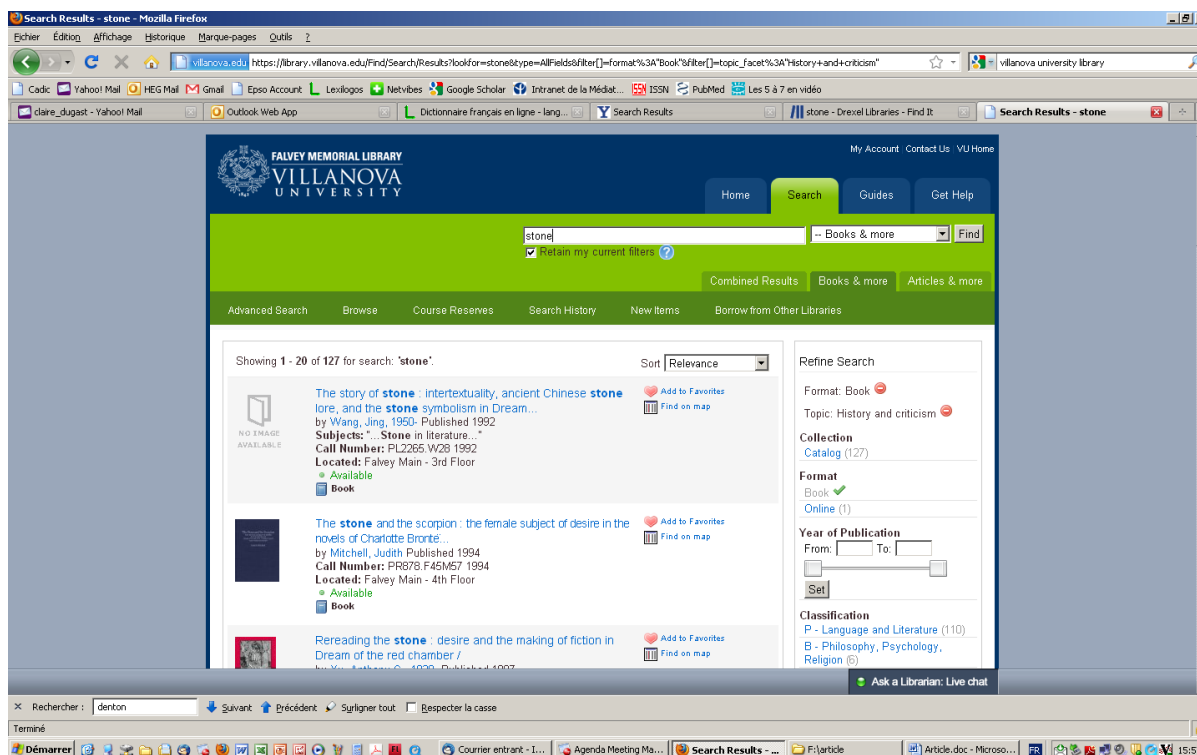 Search Results - stone - Mozilla Firefox
Fichier Édition Affichage Historique Marque-pages Outils ?
villanova.edu https://library.villanova.edu/Find/Search/Results?lookfor=stone&type=AllFields&filter[]=format%3A"Book"&filter[]=topic_facet%3A"History+and+criticism"
villanova university library
Cadic Yahoo! Mail HEG Mail Gmail Epso Account Lexilogos Netvibes Google Scholar Intranet de la Médiat... ISSN PubMed Les 5 à 7 en vidéo
claire_dugast - Yahoo! Mail Outlook Web App Dictionnaire français en ligne - lang... Search Results stone - Drexel Libraries - Find It Search Results - stone
My Account Contact Us VU Home
FALVEY MEMORIAL LIBRARY
VILLANOVA
UNIVERSITY
Home Search Guides Get Help
stone -- Books & more Find
Retain my current filters ?
Combined Results Books & more Articles & more
Advanced Search Browse Course Reserves Search History New Items Borrow from Other Libraries
Showing 1 - 20 of 127 for search: 'stone'.
Sort Relevance
NO IMAGE
AVAILABLE
The story of stone : intertextuality, ancient Chinese stone
lore, and the stone symbolism in Dream...
by Wang, Jing, 1950- Published 1992
Subjects: "...Stone in literature..."
Call Number: PL2265.W28 1992
Located: Falvey Main - 3rd Floor
Available
Book
Add to Favorites
Find on map
The stone and the scorpion : the female subject of desire in the
novels of Charlotte Brontë...
by Mitchell, Judith Published 1994
Call Number: PR878.F45M57 1994
Located: Falvey Main - 4th Floor
Available
Book
Add to Favorites
Find on map
Rereading the stone : desire and the making of fiction in
Dream of the red chamber /
by Yu, Anthony C., 1938- Published 1997
Add to Favorites
Find on map
Refine Search
Format: Book
Topic: History and criticism
Collection
Catalog (127)
Format
Book
Online (1)
Year of Publication
From: To:
Set
Classification
P - Language and Literature (110)
B - Philosophy, Psychology,
Religion (6)
Ask a Librarian: Live chat
Rechercher : denton Suivant Précédent Surligner tout Respecter la casse
Terminé
Démarrer Courrier entrant - I... Agenda Meeting Ma... Search Results - ... F:\article Article.doc - Microso... FR